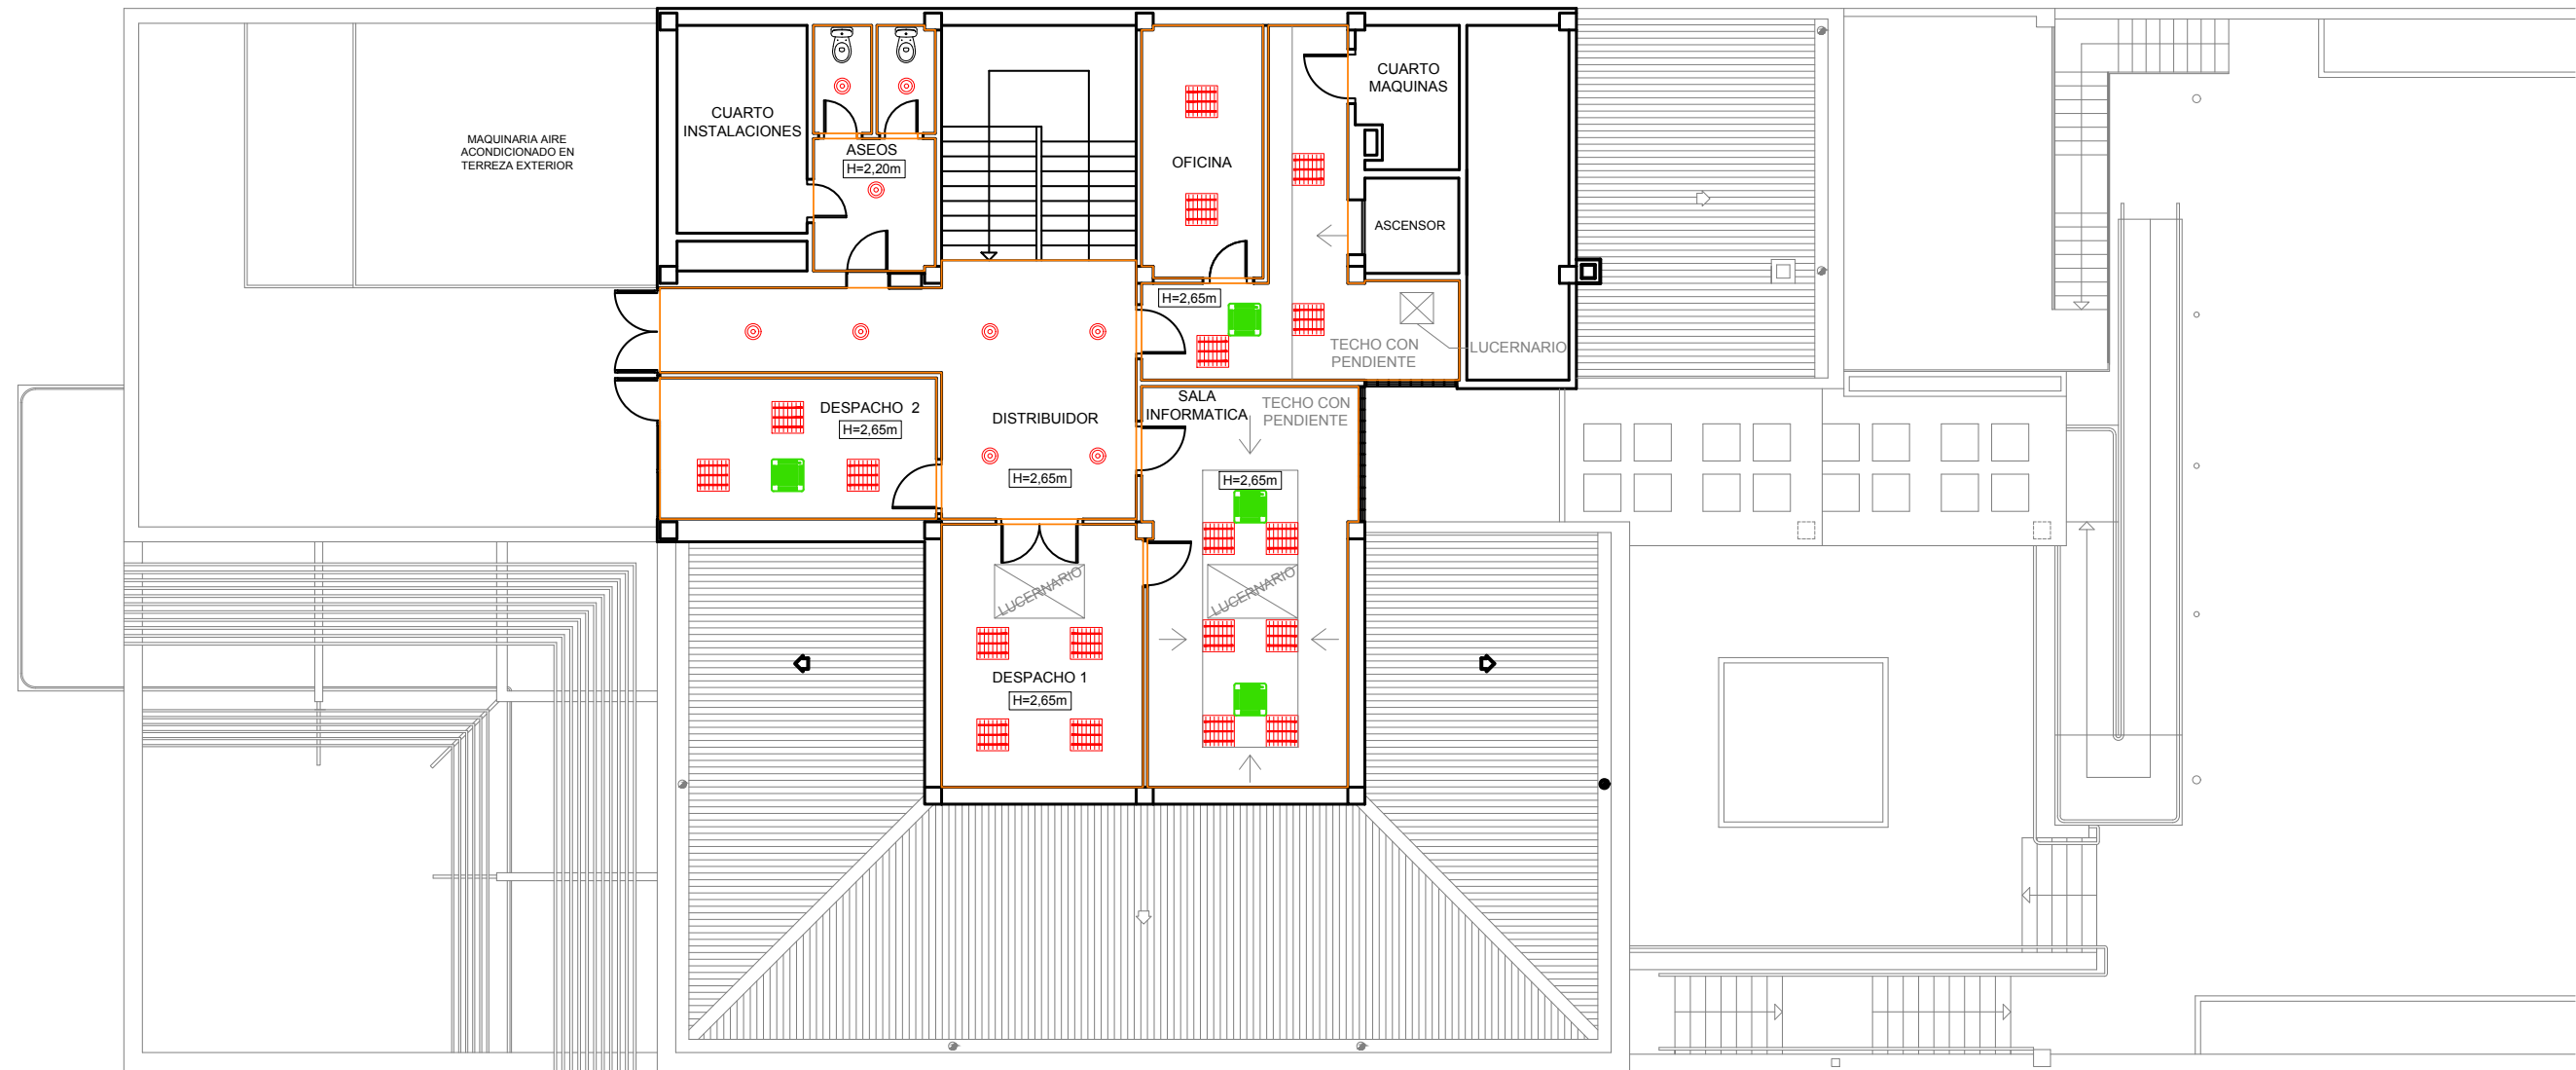 MAQUINARIA AIRE
ACONDICIONADO EN
TERREZA EXTERIOR
CUARTO
INSTALACIONES
ASEOS
H=2,20m
OFICINA
CUARTO
MAQUINAS
ASCENSOR
H=2,65m
TECHO CON
PENDIENTE
LUCERNARIO
DESPACHO 2
H=2,65m
DISTRIBUIDOR
H=2,65m
SALA
INFORMATICA
TECHO CON
PENDIENTE
H=2,65m
LUCERNARIO
LUCERNARIO
DESPACHO 1
H=2,65m